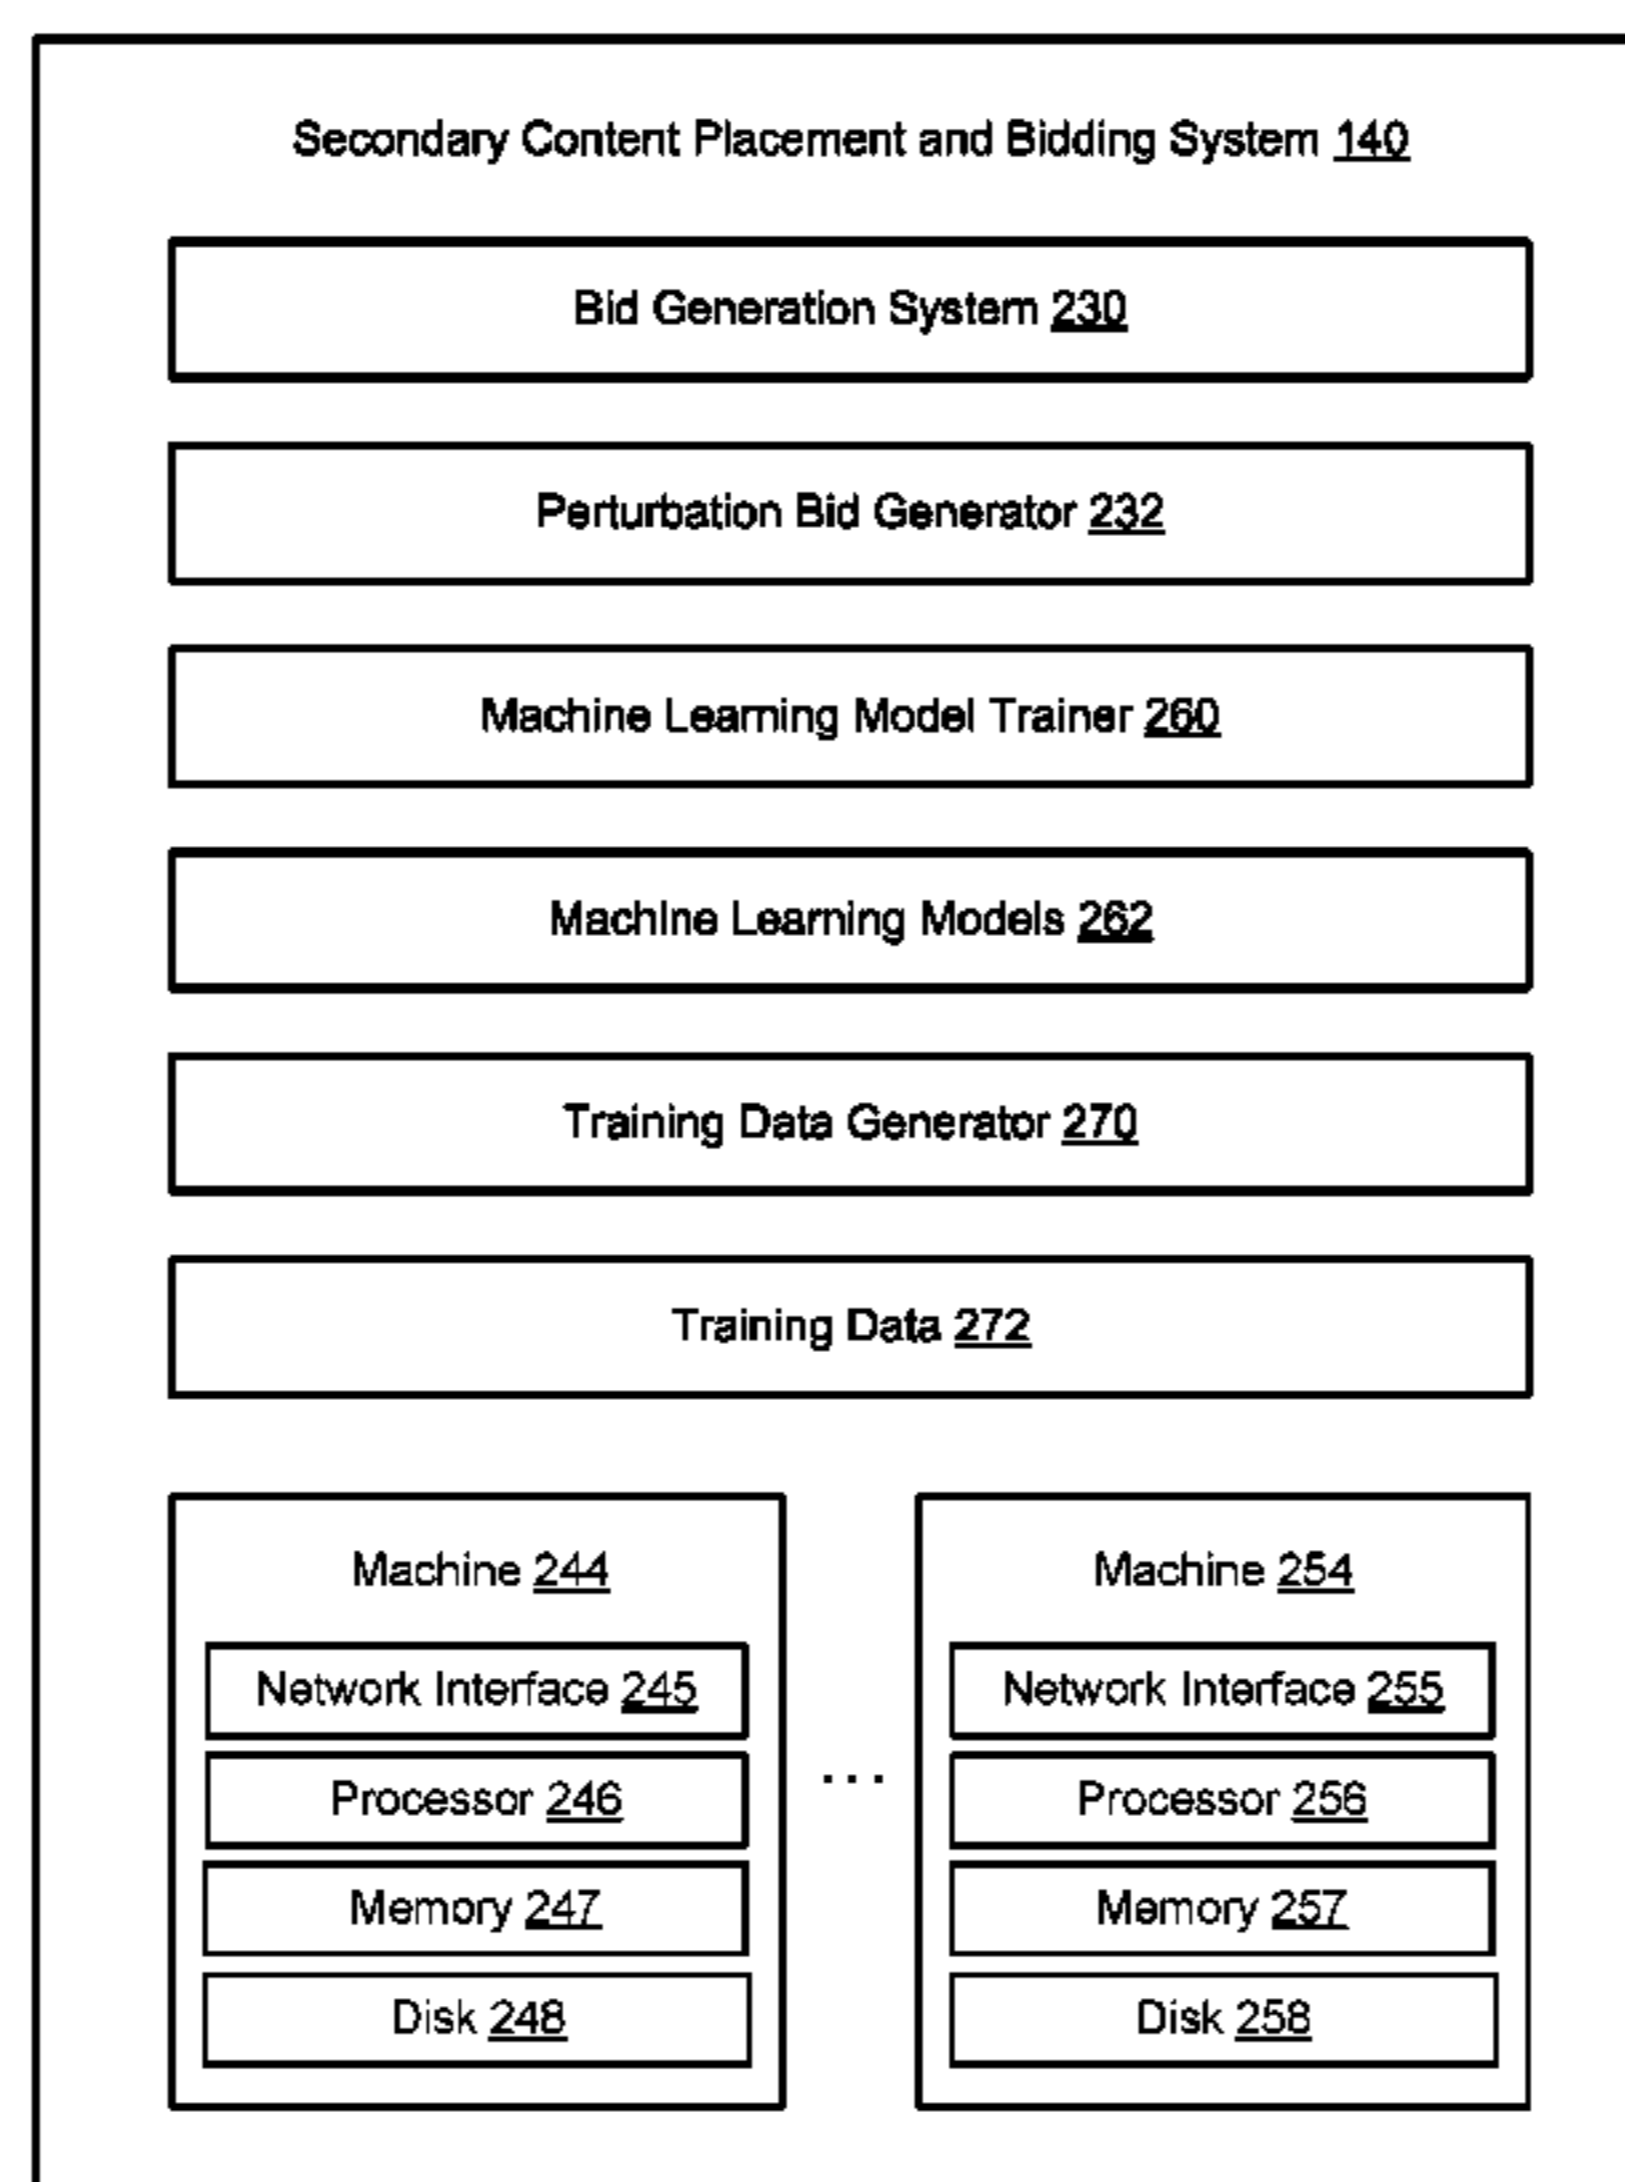 Secondary Content Placement and Bidding System 140
Bid Generation System 230
Perturbation Bid Generator 232
Machine Learning Model Trainer 260
Machine Learning Models 262
Training Data Generator 270
Training Data 272
Machine 244
Network Interface 245
Processor 246
Memory 247
Disk 248
...
Machine 254
Network Interface 255
Processor 256
Memory 257
Disk 258